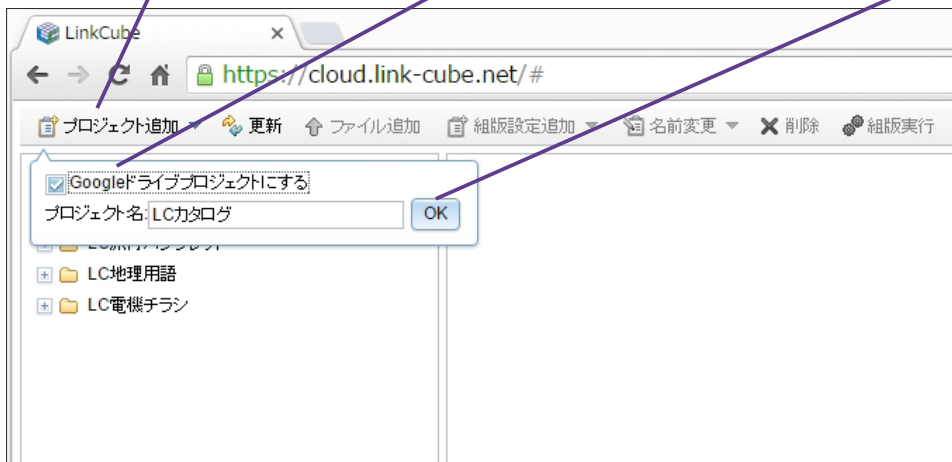 LinkCube
https://cloud.link-cube.net/#
プロジェクト追加 更新 ファイル追加 組版設定追加 名前変更 削除 組版実行
Googleドライブプロジェクトにする
プロジェクト名:LCカタログ OK
LC地理用語
LC電機チラシ